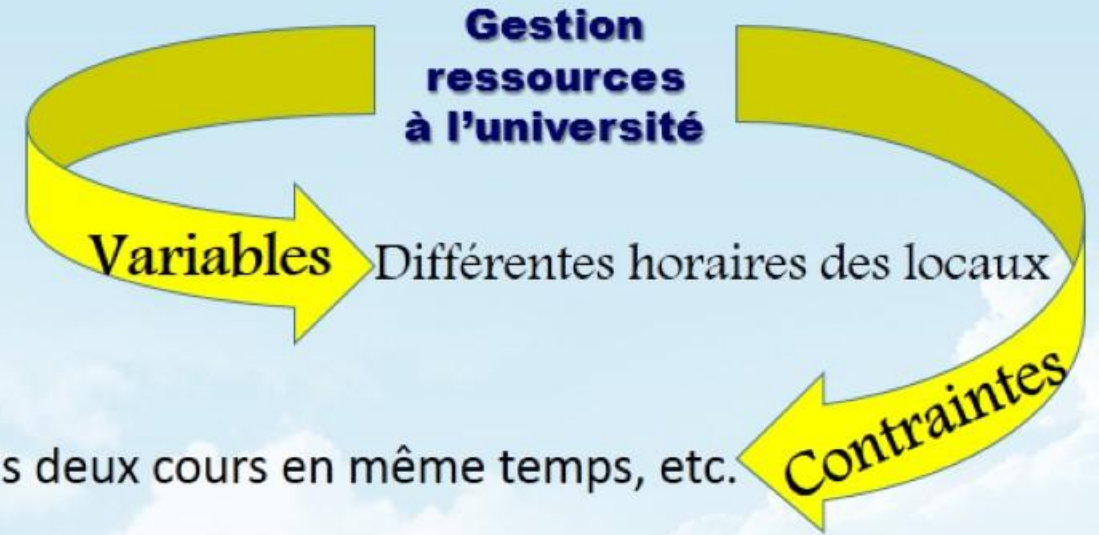 Gestion
ressources
à l'université
Variables
Différentes horaires des locaux
Contraintes
s deux cours en même temps, etc.